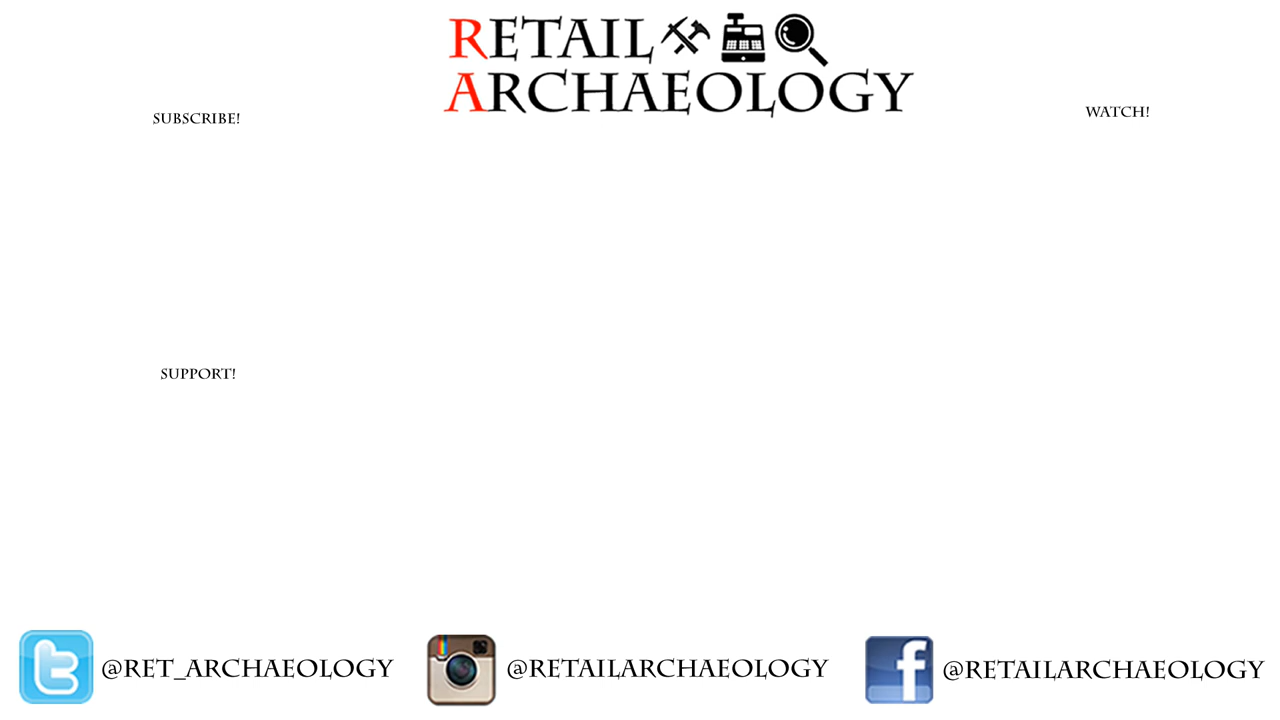 RETAIL
ARCHAEOLOGY
SUBSCRIBE!
WATCH!
SUPPORT!
@RET_ARCHAEOLOGY
@RETAILARCHAEOLOGY
@RETAILARCHAEOLOGY